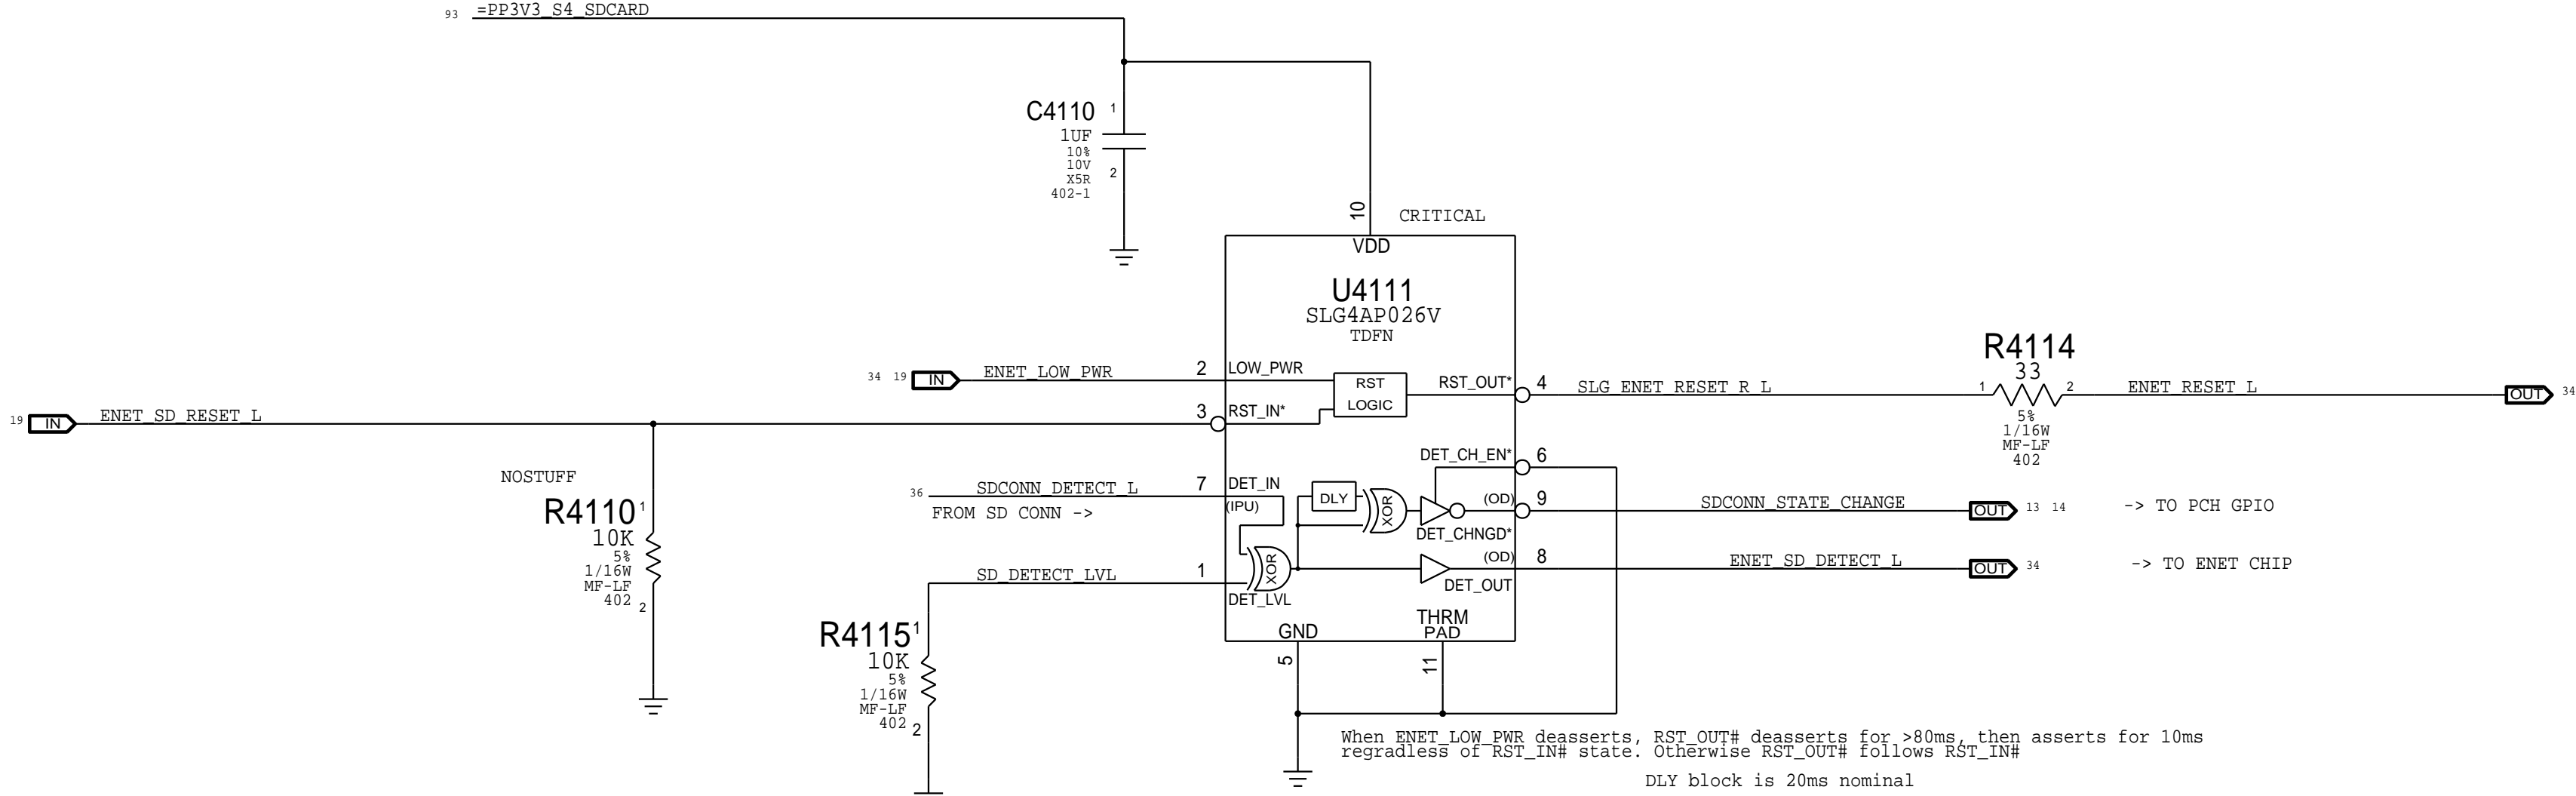 93 =PP3V3_S4_SDCARD
C4110 1
1UF
10%
10V
X5R 2
402-1
10 CRITICAL
VDD
U4111
SLG4AP026V
TDFN
34 19 IN ENET_LOW_PWR 2 LOW_PWR
RST
LOGIC
RST_OUT* 4 SLG_ENET_RESET_R_L
R4114
33
1 2
5%
1/16W
MF-LF
402
ENET_RESET_L OUT 34
19 IN ENET_SD_RESET_L 3 RST_IN*
NOSTUFF
R4110 1
10K
5%
1/16W
MF-LF
402 2
DET_CH_EN* 6
36 SDCONN_DETECT_L 7 DET_IN
(IPU)
FROM SD CONN ->
DLY XOR (OD) 9 SDCONN_STATE_CHANGE OUT 13 14 -> TO PCH GPIO
DET_CHNGD*
SD_DETECT_LVL 1 XOR
DET_LVL
(OD) 8 ENET_SD_DETECT_L OUT 34 -> TO ENET CHIP
DET_OUT
R4115 1
10K
5%
1/16W
MF-LF
402 2
GND THRM
PAD
5 11
When ENET_LOW_PWR deasserts, RST_OUT# deasserts for >80ms, then asserts for 10ms
regradless of RST_IN# state. Otherwise RST_OUT# follows RST_IN#
DLY block is 20ms nominal